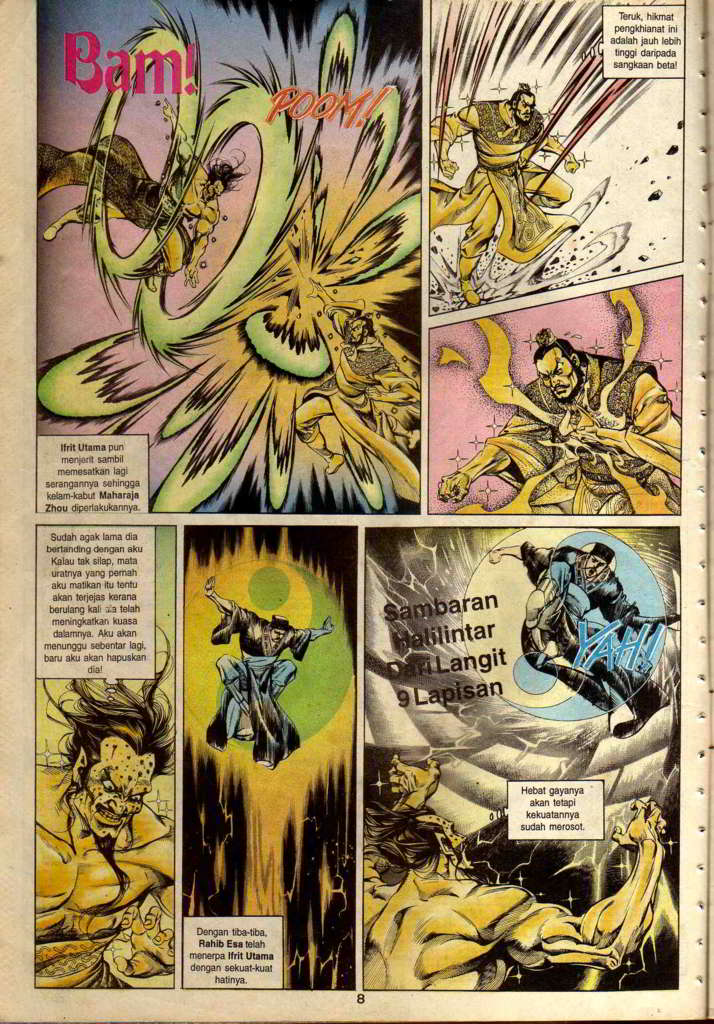 Bam!
POOM!
Ifrit Utama pun
menjerit sambil
memesatkan lagi
serangannya sehingga
kelam-kabut Maharaja
Zhou diperlakukannya.
Teruk, hikmat
pengkhianat ini
adalah jauh lebih
tinggi daripada
sangkaan beta!
Sudah agak lama dia
bertanding dengan aku
Kalau tak silap, mata
uratnya yang pernah
aku matikan itu tentu
akan terjejas kerana
berulang kali dia telah
meningkatkan kuasa
dalamnya. Aku akan
menunggu sebentar lagi,
baru aku akan hapuskan
dia!
Dengan tiba-tiba,
Rahib Esa telah
menerpa Ifrit Utama
dengan sekuat-kuat
hatinya.
Sambaran
Halilintar
Dari Langit
9 Lapisan
YAH!!
Hebat gayanya
akan tetapi
kekuatannya
sudah merosot.
8